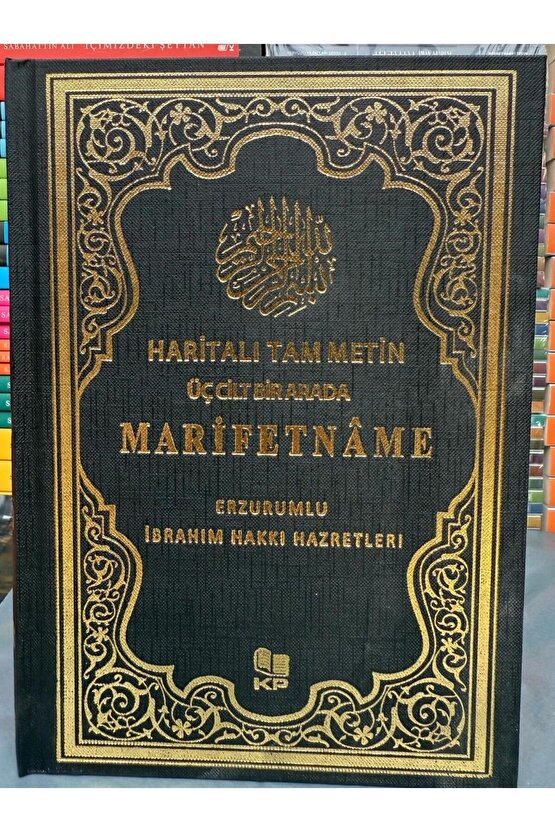 SABAHATTİN ALİ İÇİMİZDEKİ ŞEYTAN
بسم الله الرحمن الرحيم
HARİTALI TAM METİN
ÜÇ CİLT BİR ARADA
MARİFETNÂME
ERZURUMLU
İBRAHIM HAKKI HAZRETLERİ
KP